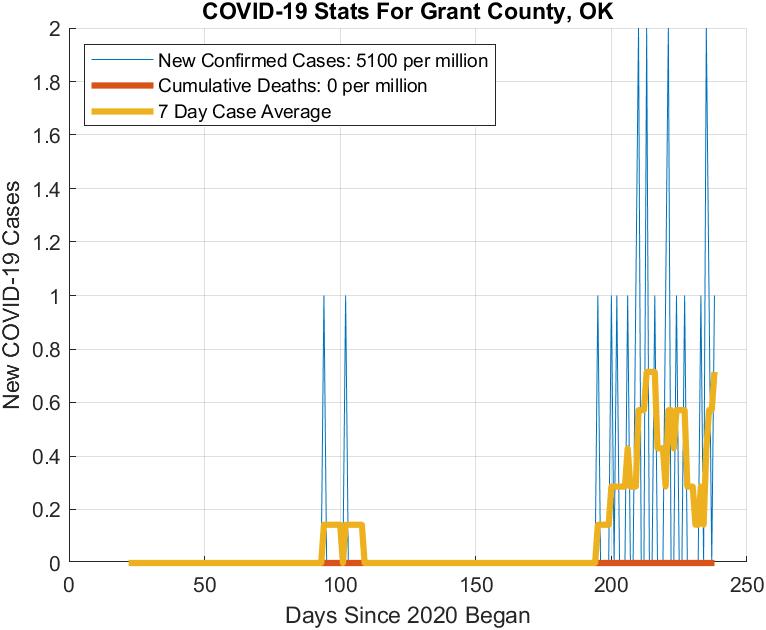 COVID-19 Stats For Grant County, OK
New Confirmed Cases: 5100 per million
Cumulative Deaths: 0 per million
7 Day Case Average
New COVID-19 Cases
2
1.8
1.6
1.4
1.2
1
0.8
0.6
0.4
0.2
0
0 50 100 150 200 250
Days Since 2020 Began